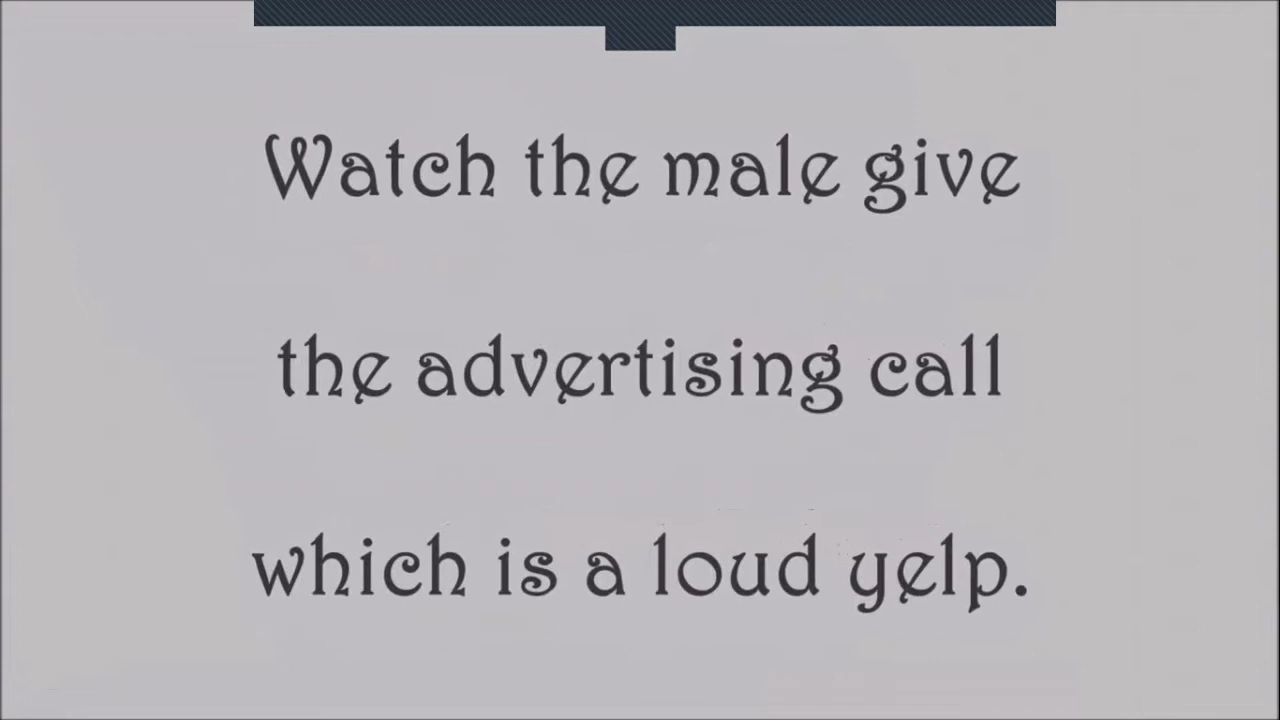 Watch the male give
the advertising call
which is a loud yelp.